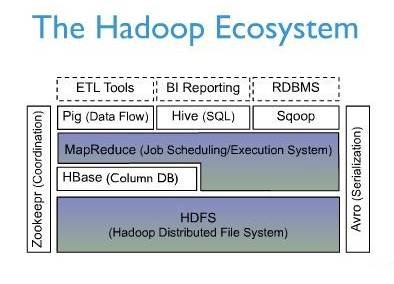 The Hadoop Ecosystem
ETL Tools
BI Reporting
RDBMS
Pig (Data Flow)
Hive (SQL)
Sqoop
MapReduce (Job Scheduling/Execution System)
HBase (Column DB)
HDFS
(Hadoop Distributed File System)
Zookeepr (Coordination)
Avro (Serialization)